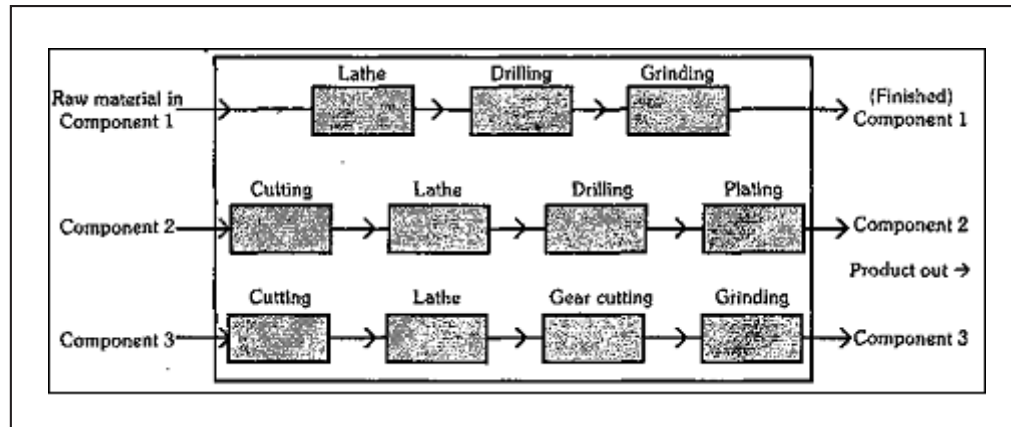 Lathe Drilling Grinding
Raw material in
Component 1
(Finished)
Component 1
Cutting Lathe Drilling Plating
Component 2
Component 2
Product out →
Cutting Lathe Gear cutting Grinding
Component 3
Component 3